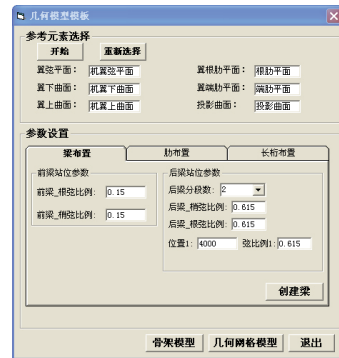 几何模型模板
参考元素选择
开始 重新选择
翼弦平面： 机翼弦平面 翼根肋平面： 根肋平面
翼下曲面： 机翼下曲面 翼端肋平面： 端肋平面
翼上曲面： 机翼上曲面 投影曲面： 投影曲面
参数设置
梁布置 肋布置 长桁布置
前梁站位参数 后梁站位参数
后梁分段数： 2
前梁_根弦比例： 0.15
后梁_梢弦比例： 0.615
前梁_梢弦比例： 0.15
后梁_根弦比例： 0.615
位置1： 4000 弦比例1： 0.615
创建梁
骨架模型 几何网格模型 退出